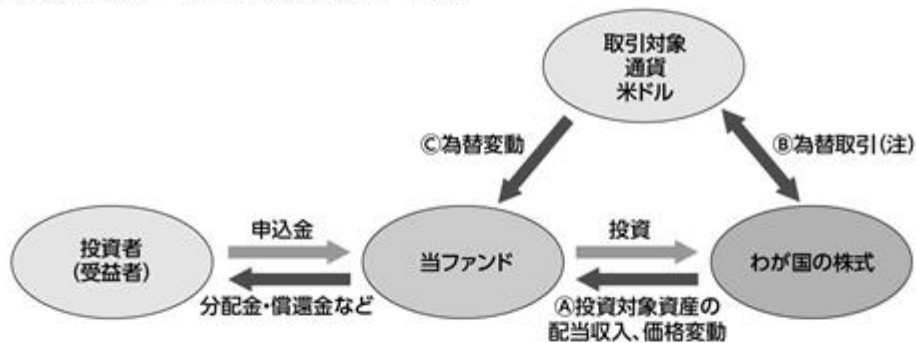 取引対象
通貨
米ドル
Ⓒ為替変動
Ⓑ為替取引(注)
投資者
(受益者)
申込金
分配金・償還金など
当ファンド
投資
Ⓐ投資対象資産の
配当収入、価格変動
わが国の株式